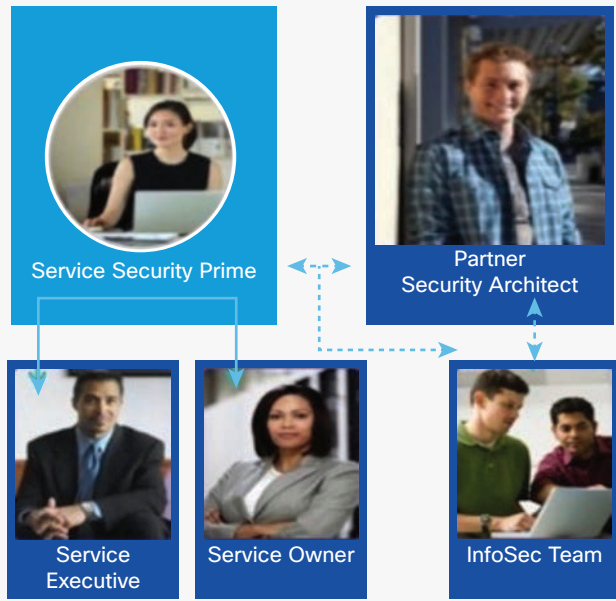 Service Security Prime
Partner
Security Architect
Service
Executive
Service Owner
InfoSec Team